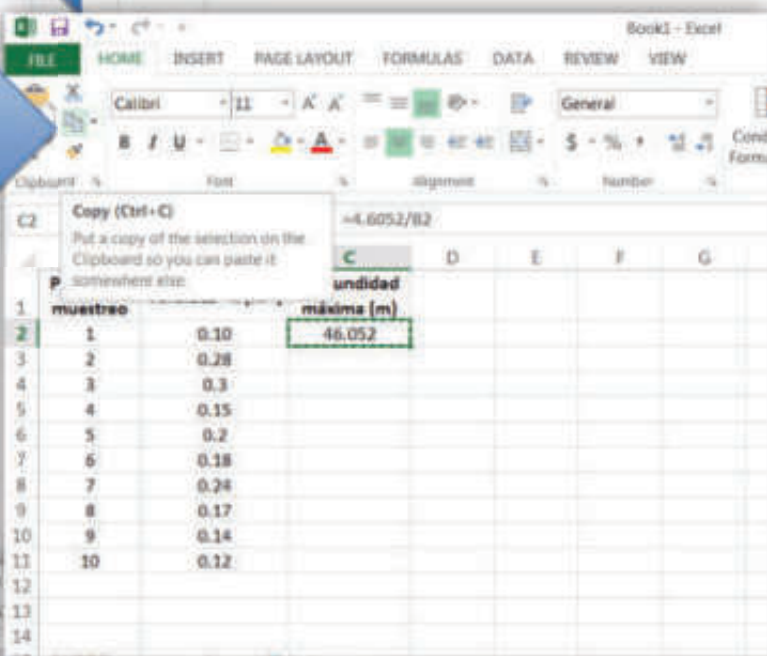 Book1 - Excel
FILE HOME INSERT PAGE LAYOUT FORMULAS DATA REVIEW VIEW
Calibri 11 A A General
B I U A $ % ,
Cond
Forma
Clipboard Font Alignment Number
C2 =4.6052/B2
Copy (Ctrl+C)
Put a copy of the selection on the
Clipboard so you can paste it
somewhere else.
C D E F G
P undidad
1 muestreo máxima (m)
2 1 0.10 46.052
3 2 0.28
4 3 0.3
5 4 0.15
6 5 0.2
7 6 0.18
8 7 0.24
9 8 0.17
10 9 0.14
11 10 0.12
12
13
14